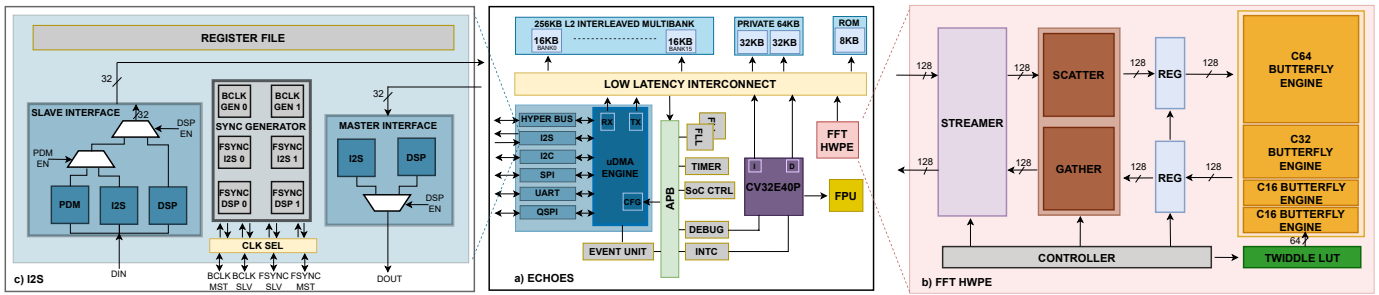 REGISTER FILE
32
SLAVE INTERFACE
32
DSP
EN
PDM
EN
PDM
I2S
DSP
DIN
BCLK
GEN 0
BCLK
GEN 1
SYNC GENERATOR
FSYNC
I2S 0
FSYNC
I2S 1
FSYNC
DSP 0
FSYNC
DSP 1
CLK SEL
BCLK
MST
BCLK
SLV
FSYNC
SLV
FSYNC
MST
32
MASTER INTERFACE
I2S
DSP
DSP
EN
DOUT
c) I2S
256KB L2 INTERLEAVED MULTIBANK
16KB
BANK0
16KB
BANK15
PRIVATE 64KB
32KB
32KB
ROM
8KB
LOW LATENCY INTERCONNECT
HYPER BUS
I2S
I2C
SPI
UART
QSPI
RX
TX
uDMA
ENGINE
CFG
EVENT UNIT
APB
FLL
TIMER
SoC CTRL
DEBUG
INTC
I
D
CV32E40P
FFT
HWPE
FPU
a) ECHOES
128
STREAMER
128
128
128
SCATTER
GATHER
128
REG
128
128
REG
128
C64
BUTTERFLY
ENGINE
C32
BUTTERFLY
ENGINE
C16 BUTTERFLY
ENGINE
C16 BUTTERFLY
ENGINE
64
CONTROLLER
TWIDDLE LUT
b) FFT HWPE